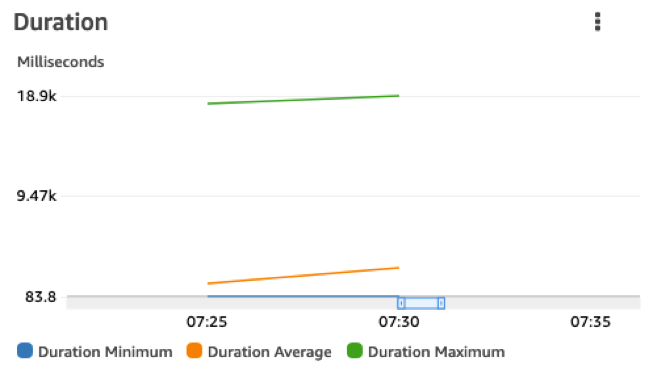 Duration
Milliseconds
18.9k
9.47k
83.8
07:25 07:30 07:35
Duration Minimum Duration Average Duration Maximum